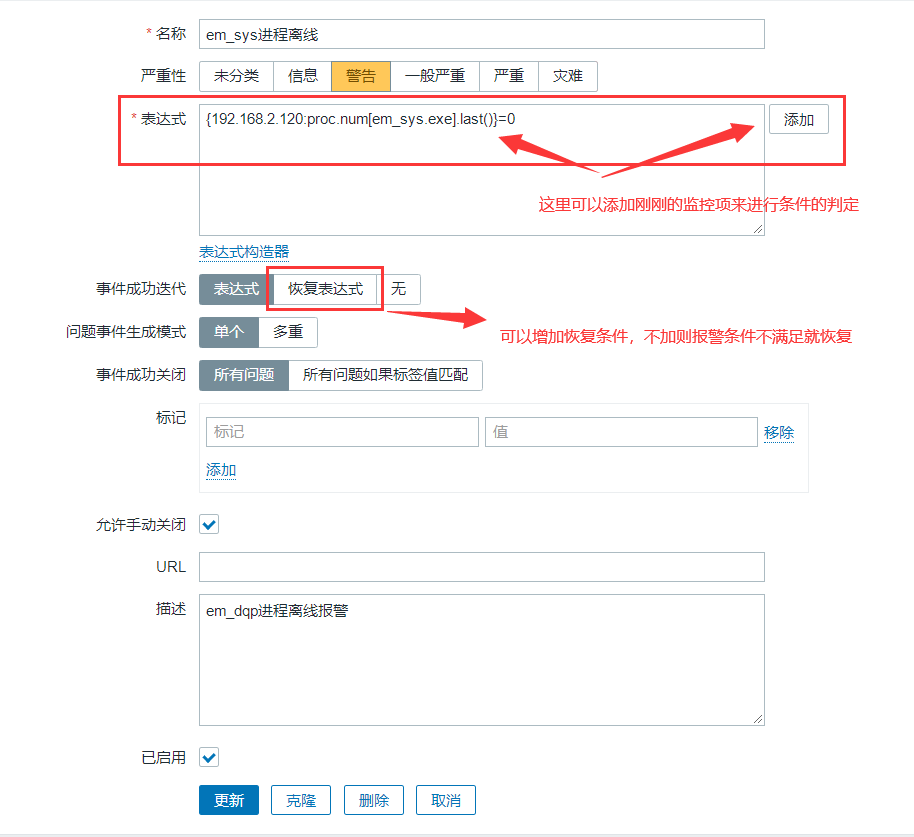 * 名称 em_sys进程离线
严重性 未分类 信息 警告 一般严重 严重 灾难
* 表达式 {192.168.2.120:proc.num[em_sys.exe].last()}=0 添加
这里可以添加刚刚的监控项来进行条件的判定
表达式构造器
事件成功迭代 表达式 恢复表达式 无
可以增加恢复条件，不加则报警条件不满足就恢复
问题事件生成模式 单个 多重
事件成功关闭 所有问题 所有问题如果标签值匹配
标记 标记 值 移除
添加
允许手动关闭
URL
描述 em_dqp进程离线报警
已启用
更新 克隆 删除 取消